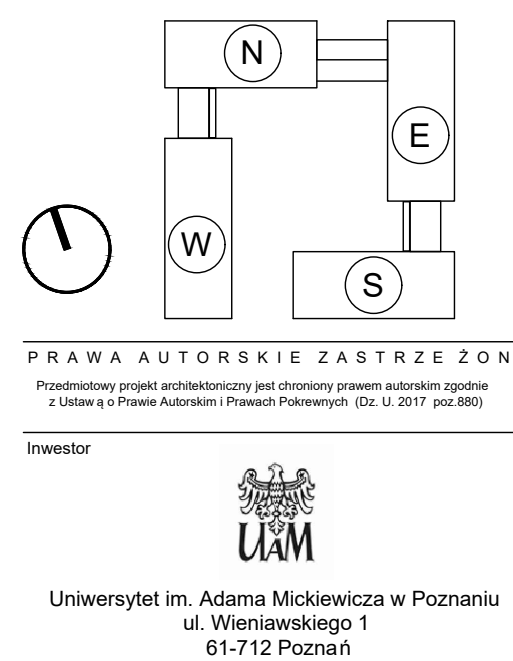 N
E
W
S
PRAWA AUTORSKIE ZASTRZEŻON
Przedmiotowy projekt architektoniczny jest chroniony prawem autorskim zgodnie
z Ustawą o Prawie Autorskim i Prawach Pokrewnych (Dz. U. 2017 poz.880)
Inwestor
UAM
Uniwersytet im. Adama Mickiewicza w Poznaniu
ul. Wieniawskiego 1
61-712 Poznań